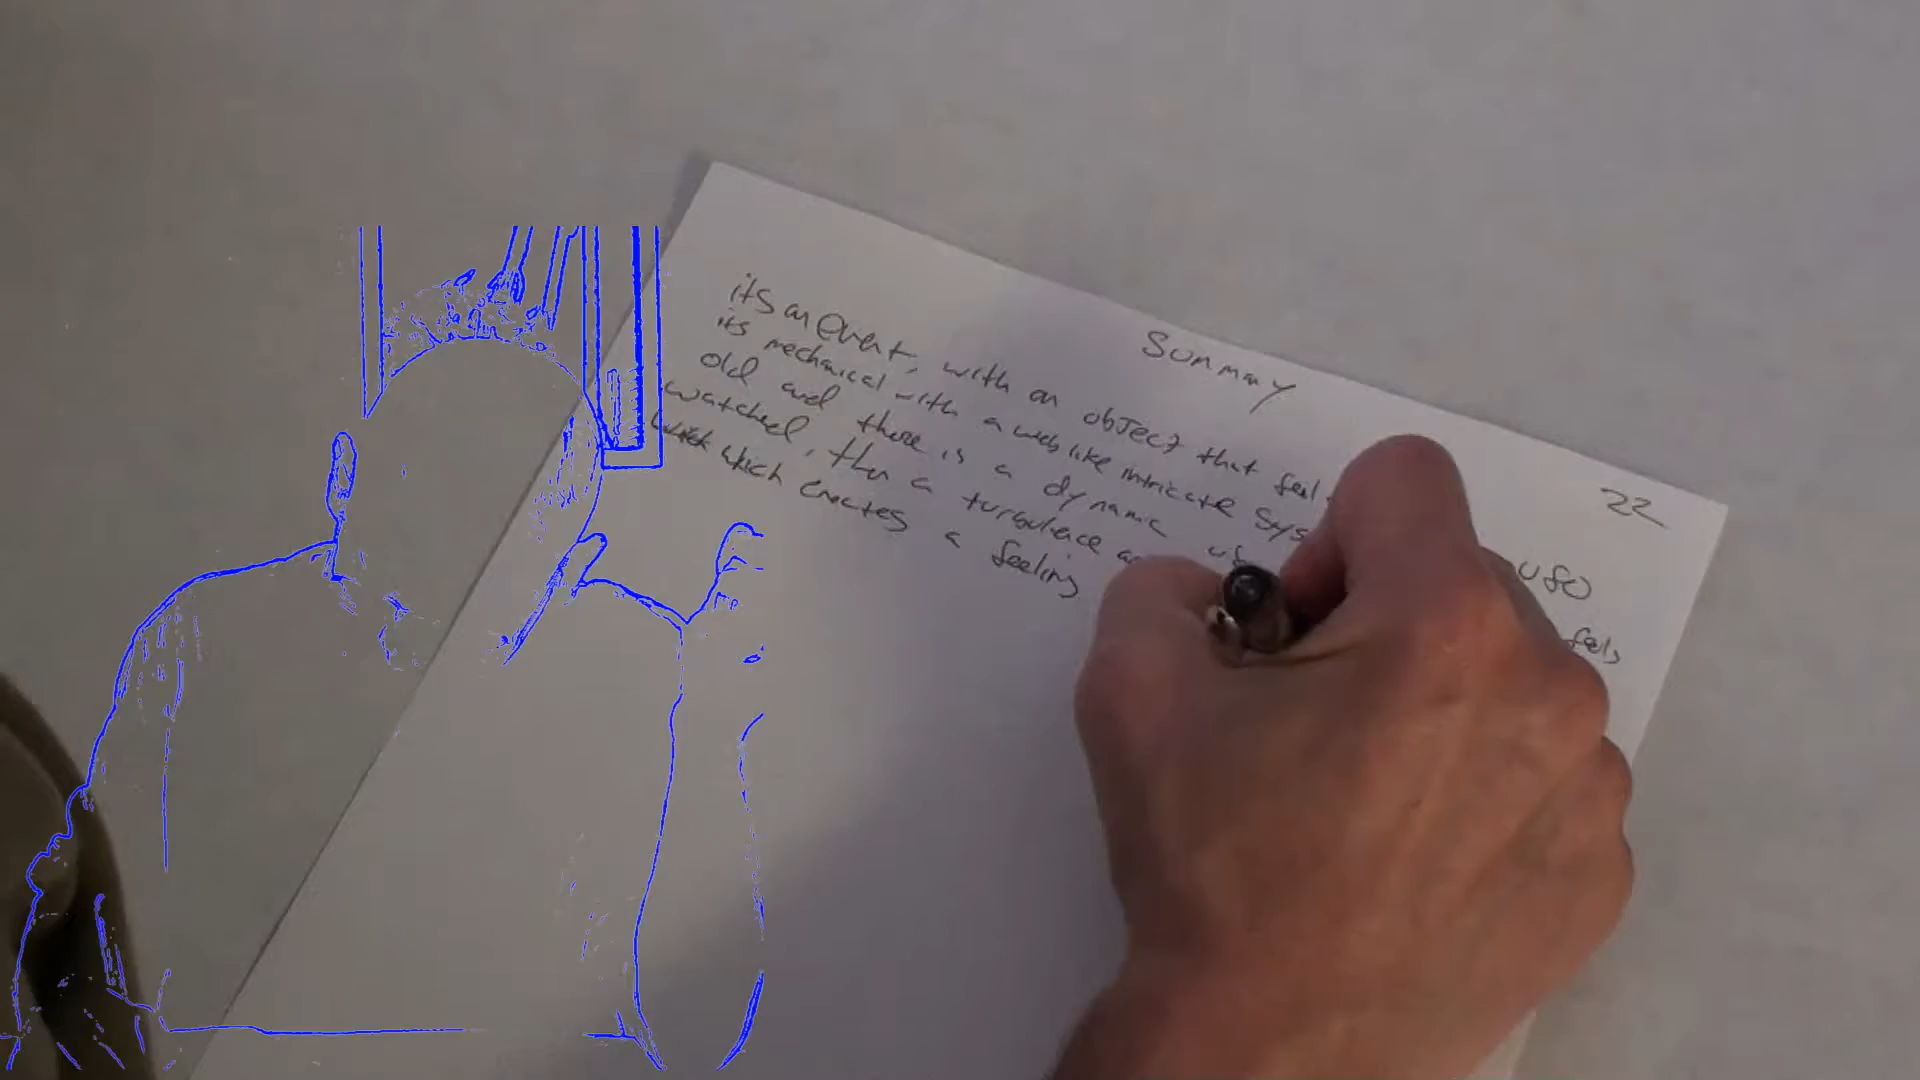 Summary
22
its an event, with an object that feel UFO
its mechanical with a web like intricate sys feels
old and there is a dynamic
watched, then a turbulence
which creates a feeling